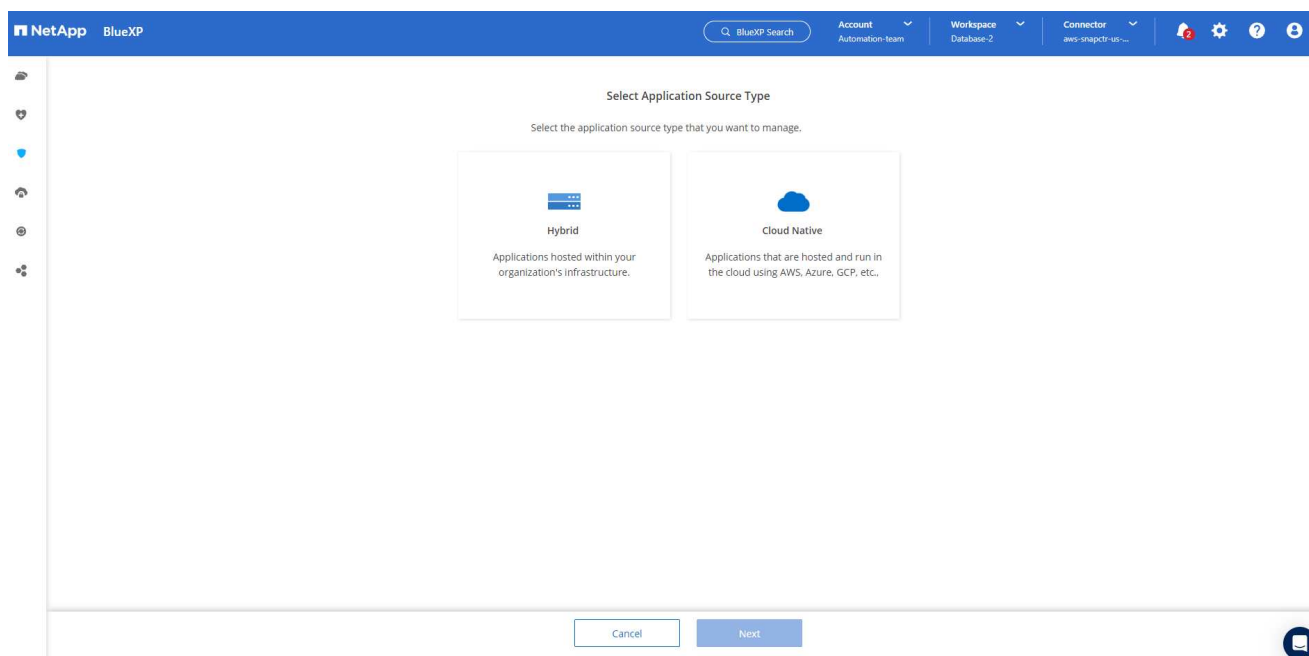 NetApp BlueXP
BlueXP Search
Account
Automation-team
Workspace
Database-2
Connector
aws-snapctr-us-...
2
Select Application Source Type
Select the application source type that you want to manage.
Hybrid
Applications hosted within your
organization's infrastructure.
Cloud Native
Applications that are hosted and run in
the cloud using AWS, Azure, GCP, etc.,
Cancel
Next